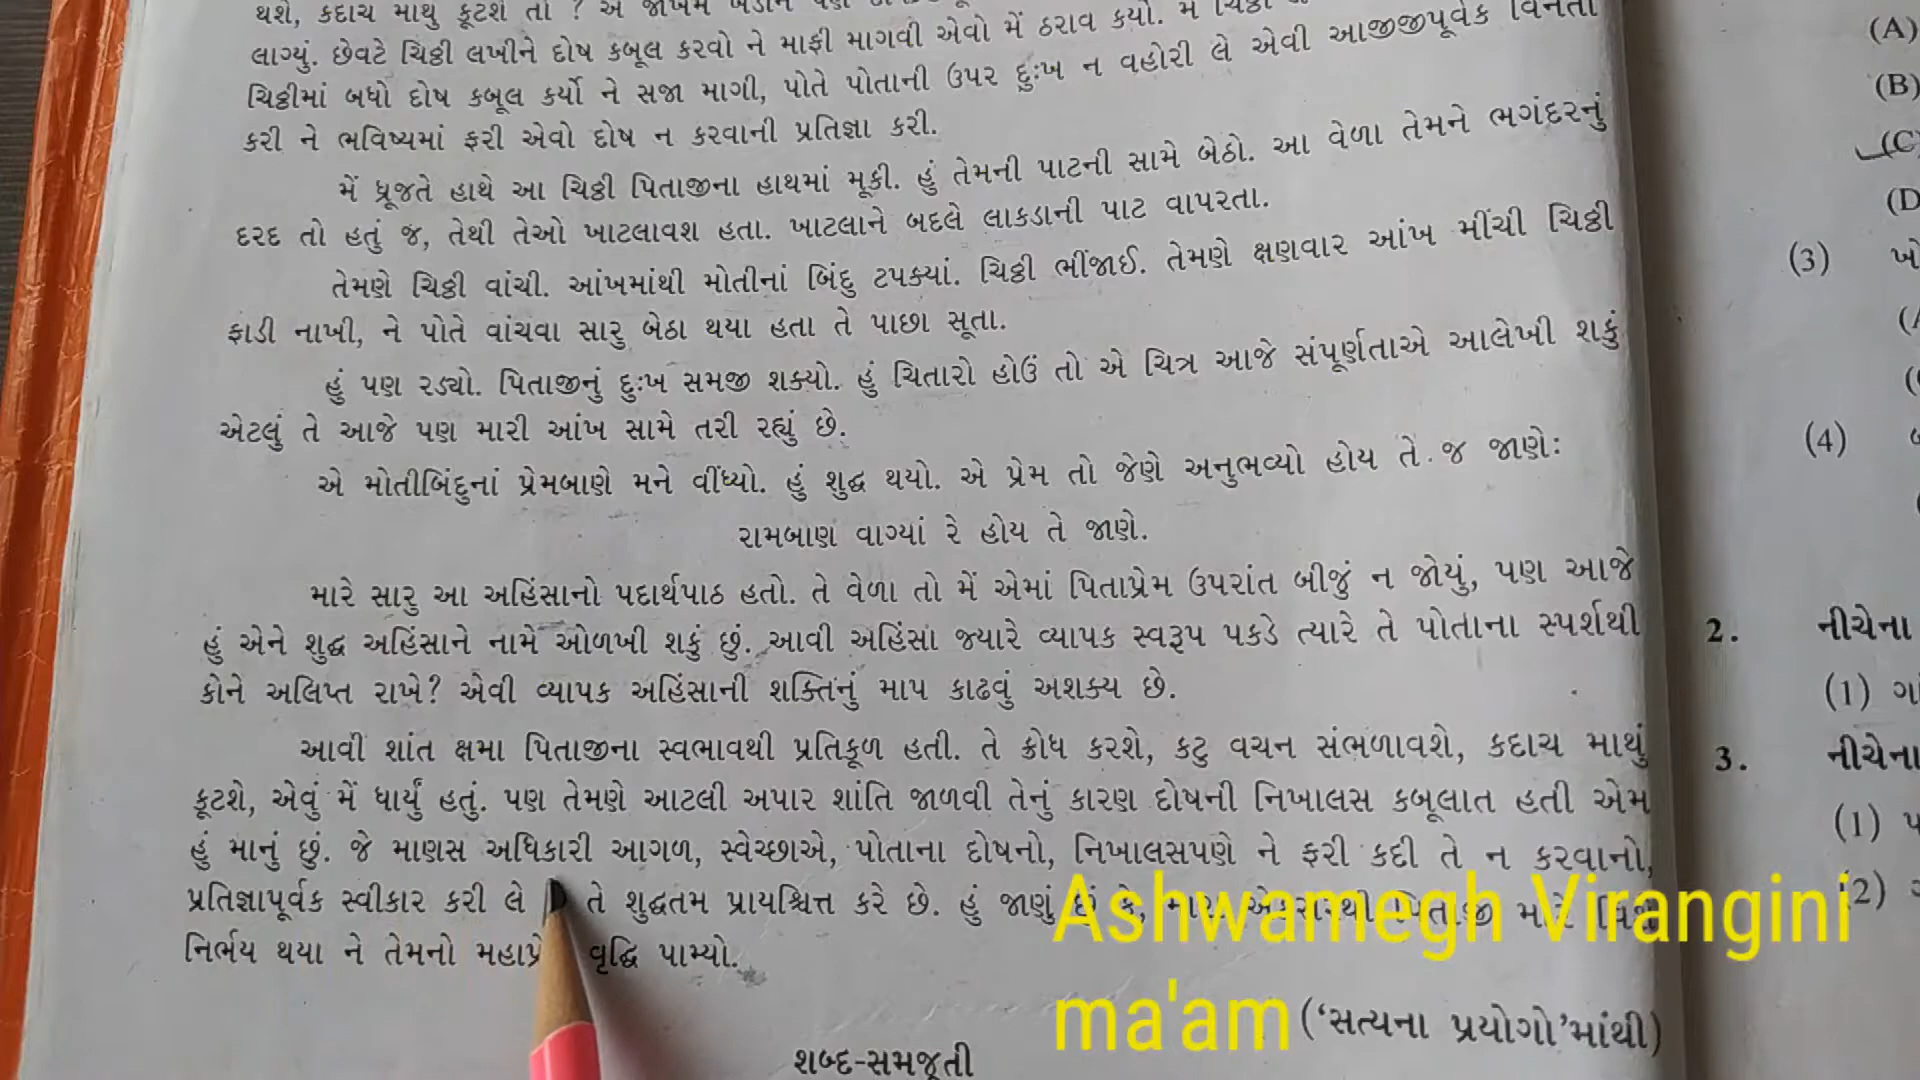 થશે, કદાચ માથુ કૂટશે તો ? એ જોખમ
લાગ્યું. છેવટે ચિઠ્ઠી લખીને દોષ કબૂલ કરવો ને માફી માગવી એવો મેં ઠરાવ કર્યો. મેં ચિઠ્ઠી
ચિઠ્ઠીમાં બધો દોષ કબૂલ કર્યો ને સજા માગી, પોતે પોતાની ઉપર દુઃખ ન વહોરી લે એવી આજીજીપૂર્વક વિનંતી
કરી ને ભવિષ્યમાં ફરી એવો દોષ ન કરવાની પ્રતિજ્ઞા કરી.
મેં ધ્રૂજતે હાથે આ ચિઠ્ઠી પિતાજીના હાથમાં મૂકી. હું તેમની પાટની સામે બેઠો. આ વેળા તેમને ભગંદરનું
દરદ તો હતું જ, તેથી તેઓ ખાટલાવશ હતા. ખાટલાને બદલે લાકડાની પાટ વાપરતા.
તેમણે ચિઠ્ઠી વાંચી. આંખમાંથી મોતીનાં બિંદુ ટપક્યાં. ચિઠ્ઠી ભીંજાઈ. તેમણે ક્ષણવાર આંખ મીંચી ચિઠ્ઠી
ફાડી નાખી, ને પોતે વાંચવા સારુ બેઠા થયા હતા તે પાછા સૂતા.
હું પણ રડ્યો. પિતાજીનું દુઃખ સમજી શક્યો. હું ચિતારો હોઉં તો એ ચિત્ર આજે સંપૂર્ણતાએ આલેખી શકું
એટલું તે આજે પણ મારી આંખ સામે તરી રહ્યું છે.
એ મોતીબિંદુનાં પ્રેમબાણે મને વીંધ્યો. હું શુદ્ધ થયો. એ પ્રેમ તો જેણે અનુભવ્યો હોય તે જ જાણે:
રામબાણ વાગ્યાં રે હોય તે જાણે.
મારે સારુ આ અહિંસાનો પદાર્થપાઠ હતો. તે વેળા તો મેં એમાં પિતાપ્રેમ ઉપરાંત બીજું ન જોયું, પણ આજે
હું એને શુદ્ધ અહિંસાને નામે ઓળખી શકું છું. આવી અહિંસા જ્યારે વ્યાપક સ્વરૂપ પકડે ત્યારે તે પોતાના સ્પર્શથી
કોને અલિપ્ત રાખે? એવી વ્યાપક અહિંસાની શક્તિનું માપ કાઢવું અશક્ય છે.
આવી શાંત ક્ષમા પિતાજીના સ્વભાવથી પ્રતિકૂળ હતી. તે ક્રોધ કરશે, કટુ વચન સંભળાવશે, કદાચ માથું
કૂટશે, એવું મેં ધાર્યું હતું. પણ તેમણે આટલી અપાર શાંતિ જાળવી તેનું કારણ દોષની નિખાલસ કબૂલાત હતી એમ
હું માનું છું. જે માણસ અધિકારી આગળ, સ્વેચ્છાએ, પોતાના દોષનો, નિખાલસપણે ને ફરી કદી તે ન કરવાનો,
પ્રતિજ્ઞાપૂર્વક સ્વીકાર કરી લે તે શુદ્ધતમ પ્રાયશ્ચિત્ત કરે છે. હું જાણું છું કે, પિતાજી મારે વિશે
નિર્ભય થયા ને તેમનો વૃદ્ધિ પામ્યો.
('સત્યના પ્રયોગો'માંથી)
શબ્દ-સમજૂતી
(A)
(B)
(C)
(D
(3)
(4)
2. નીચેના
(1)
3. નીચેના
(1)
(2)
Ashwamegh Virangini
ma'am